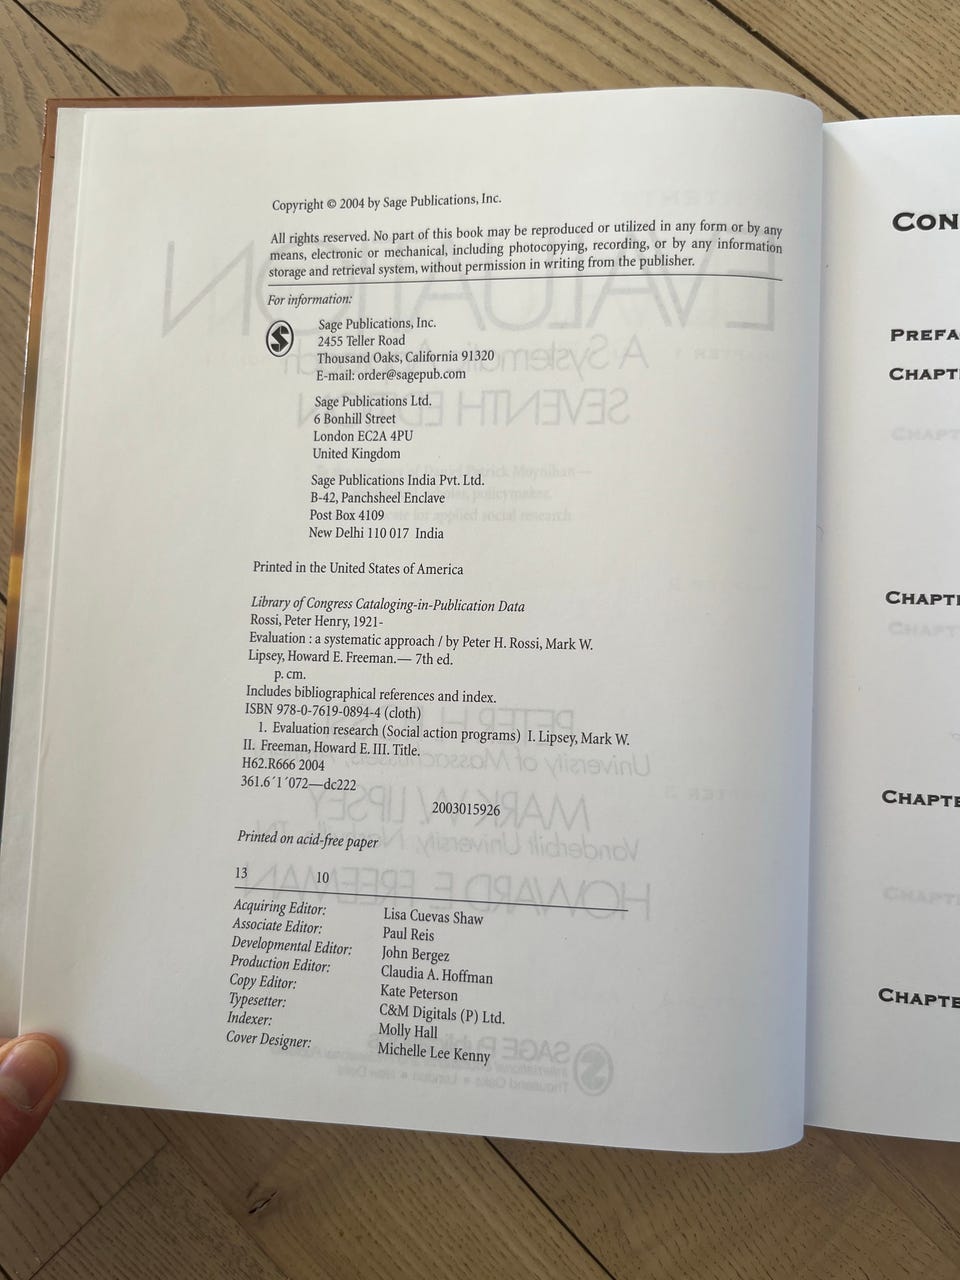 Copyright © 2004 by Sage Publications, Inc.
All rights reserved. No part of this book may be reproduced or utilized in any form or by any
means, electronic or mechanical, including photocopying, recording, or by any information
storage and retrieval system, without permission in writing from the publisher.
For information:
Sage Publications, Inc.
2455 Teller Road
Thousand Oaks, California 91320
E-mail: order@sagepub.com
Sage Publications Ltd.
6 Bonhill Street
London EC2A 4PU
United Kingdom
Sage Publications India Pvt. Ltd.
B-42, Panchsheel Enclave
Post Box 4109
New Delhi 110 017 India
Printed in the United States of America
Library of Congress Cataloging-in-Publication Data
Rossi, Peter Henry, 1921-
Evaluation : a systematic approach / by Peter H. Rossi, Mark W.
Lipsey, Howard E. Freeman.— 7th ed.
p. cm.
Includes bibliographical references and index.
ISBN 978-0-7619-0894-4 (cloth)
1. Evaluation research (Social action programs) I. Lipsey, Mark W.
II. Freeman, Howard E. III. Title.
H62.R666 2004
361.6´1´072—dc222
2003015926
Printed on acid-free paper
13 10
Acquiring Editor: Lisa Cuevas Shaw
Associate Editor: Paul Reis
Developmental Editor: John Bergez
Production Editor: Claudia A. Hoffman
Copy Editor: Kate Peterson
Typesetter: C&M Digitals (P) Ltd.
Indexer: Molly Hall
Cover Designer: Michelle Lee Kenny
CON
PREFA
CHAPT
CHAPT
CHAPTE
CHAPTE